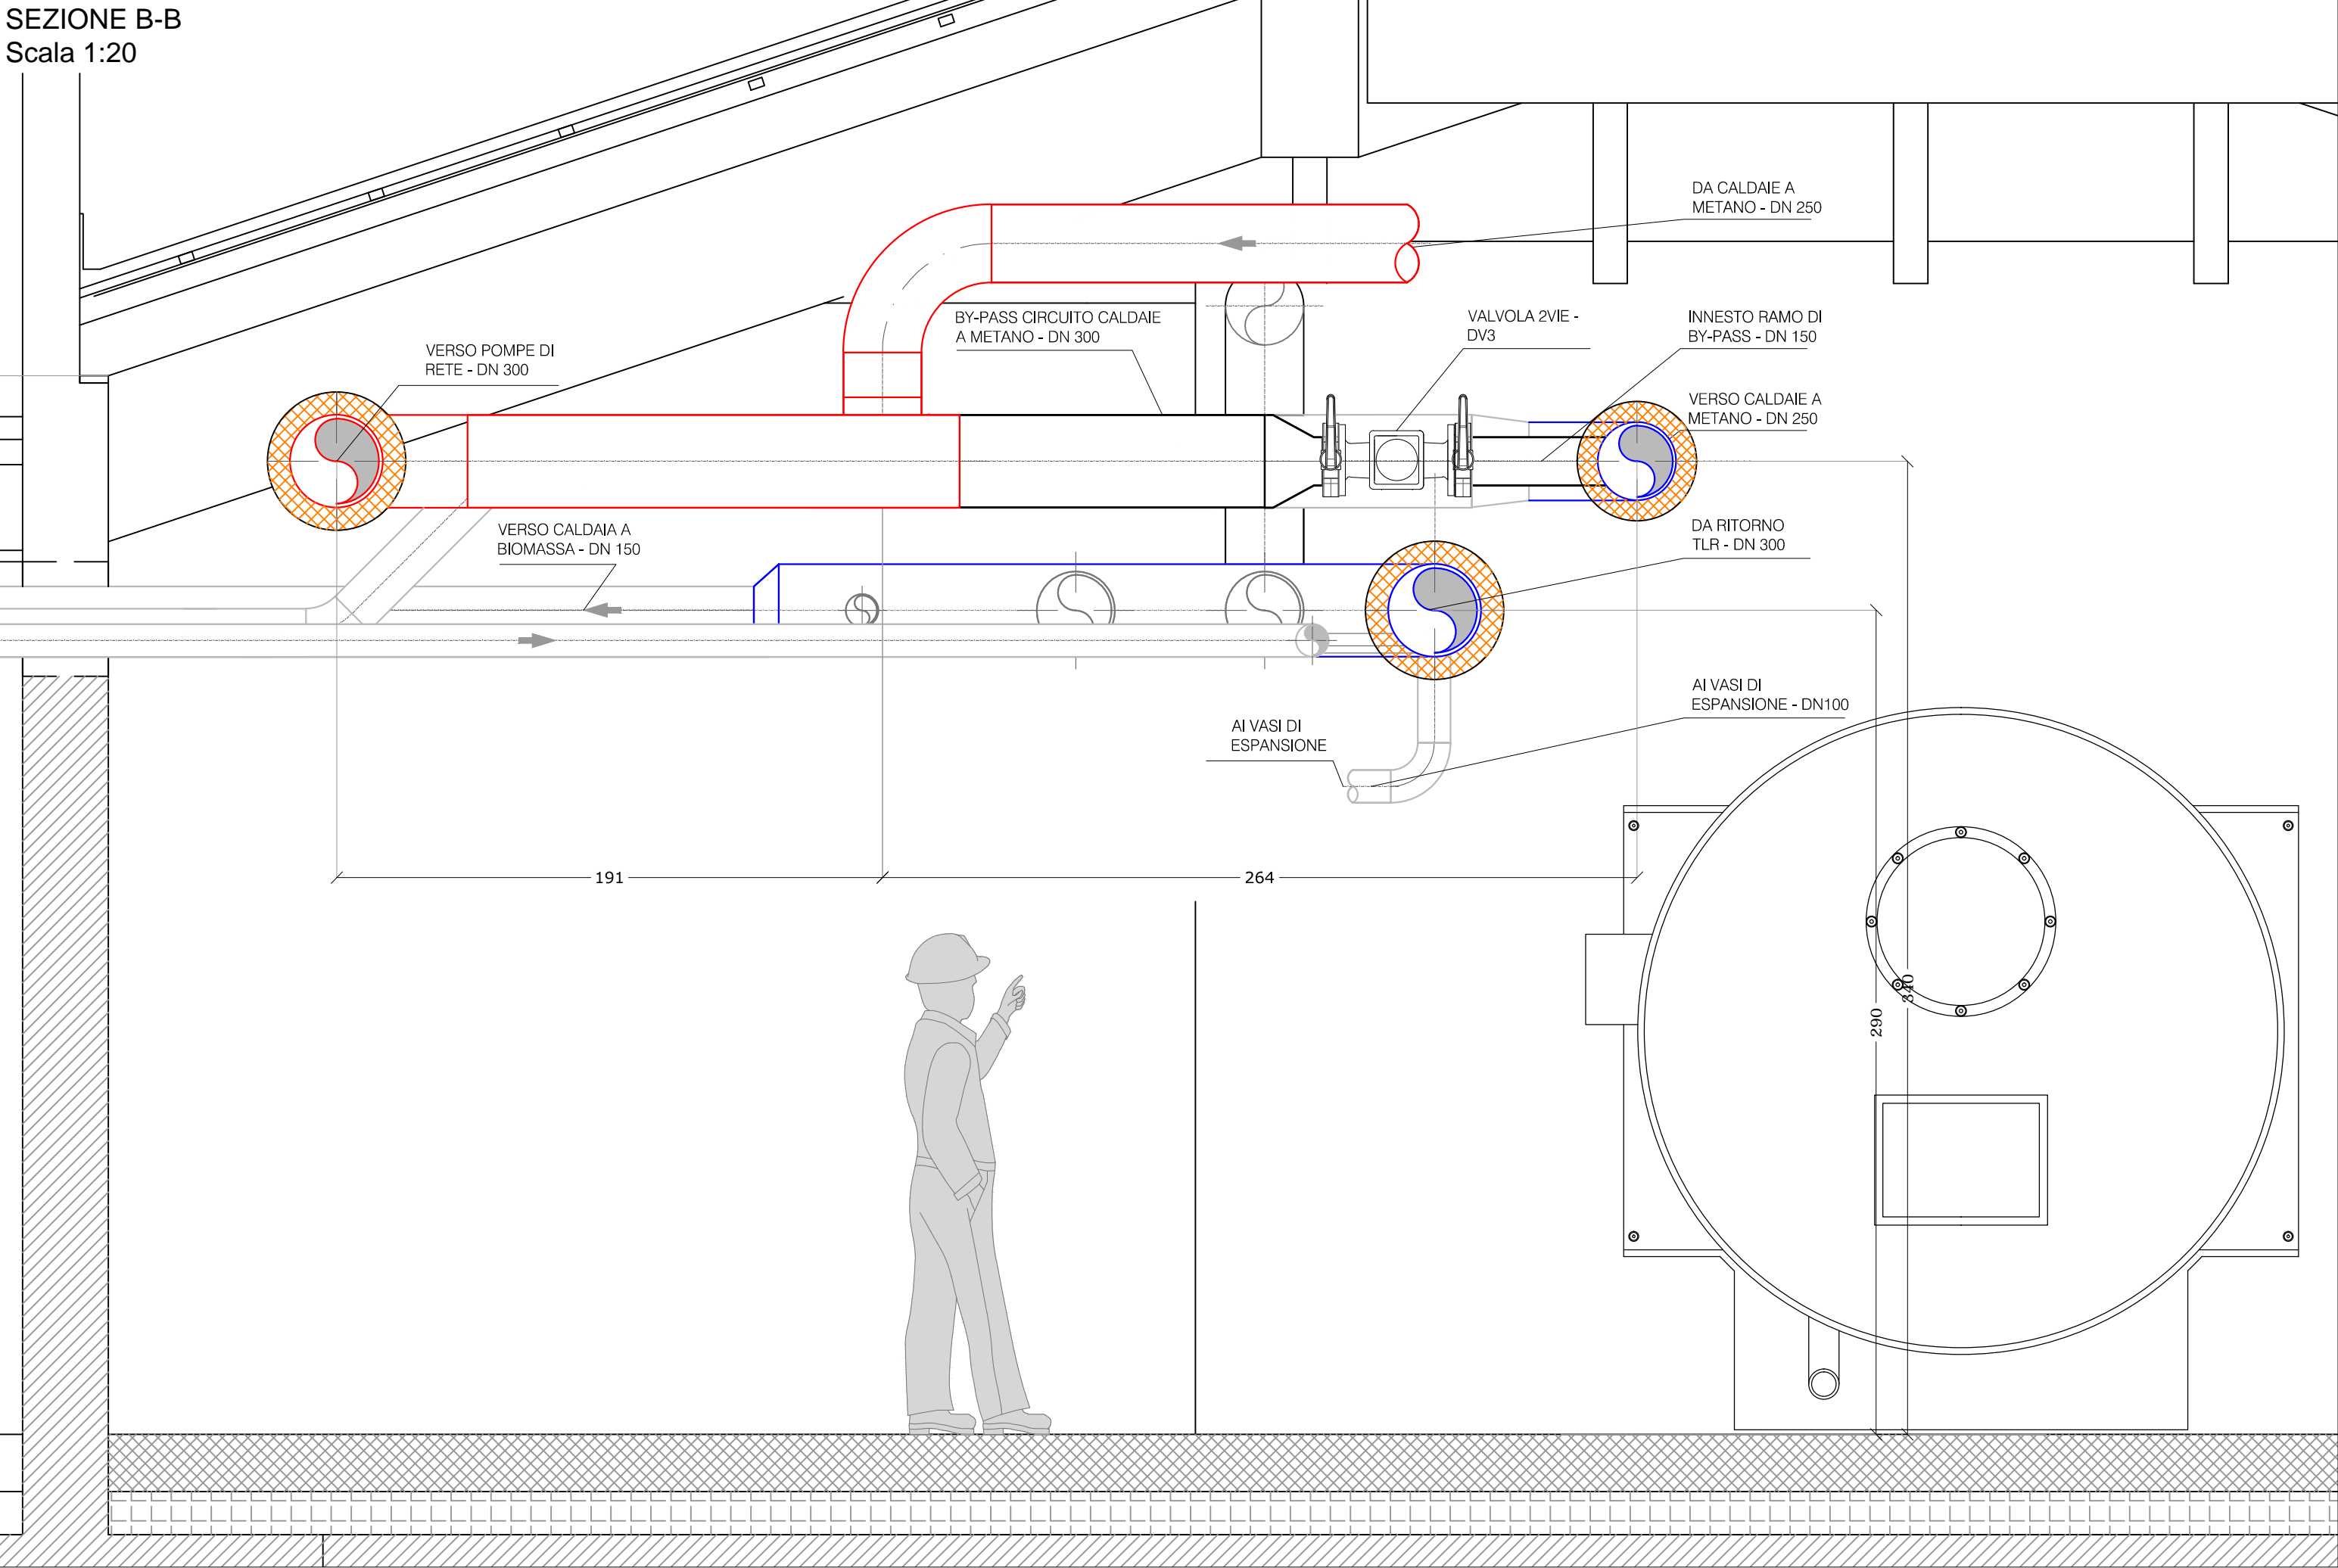 SEZIONE B-B
Scala 1:20
DA CALDAIE A
METANO - DN 250
BY-PASS CIRCUITO CALDAIE
A METANO - DN 300
VALVOLA 2VIE -
DV3
INNESTO RAMO DI
BY-PASS - DN 150
VERSO POMPE DI
RETE - DN 300
VERSO CALDAIE A
METANO - DN 250
VERSO CALDAIA A
BIOMASSA - DN 150
DA RITORNO
TLR - DN 300
AI VASI DI
ESPANSIONE - DN100
AI VASI DI
ESPANSIONE
191
264
340
290